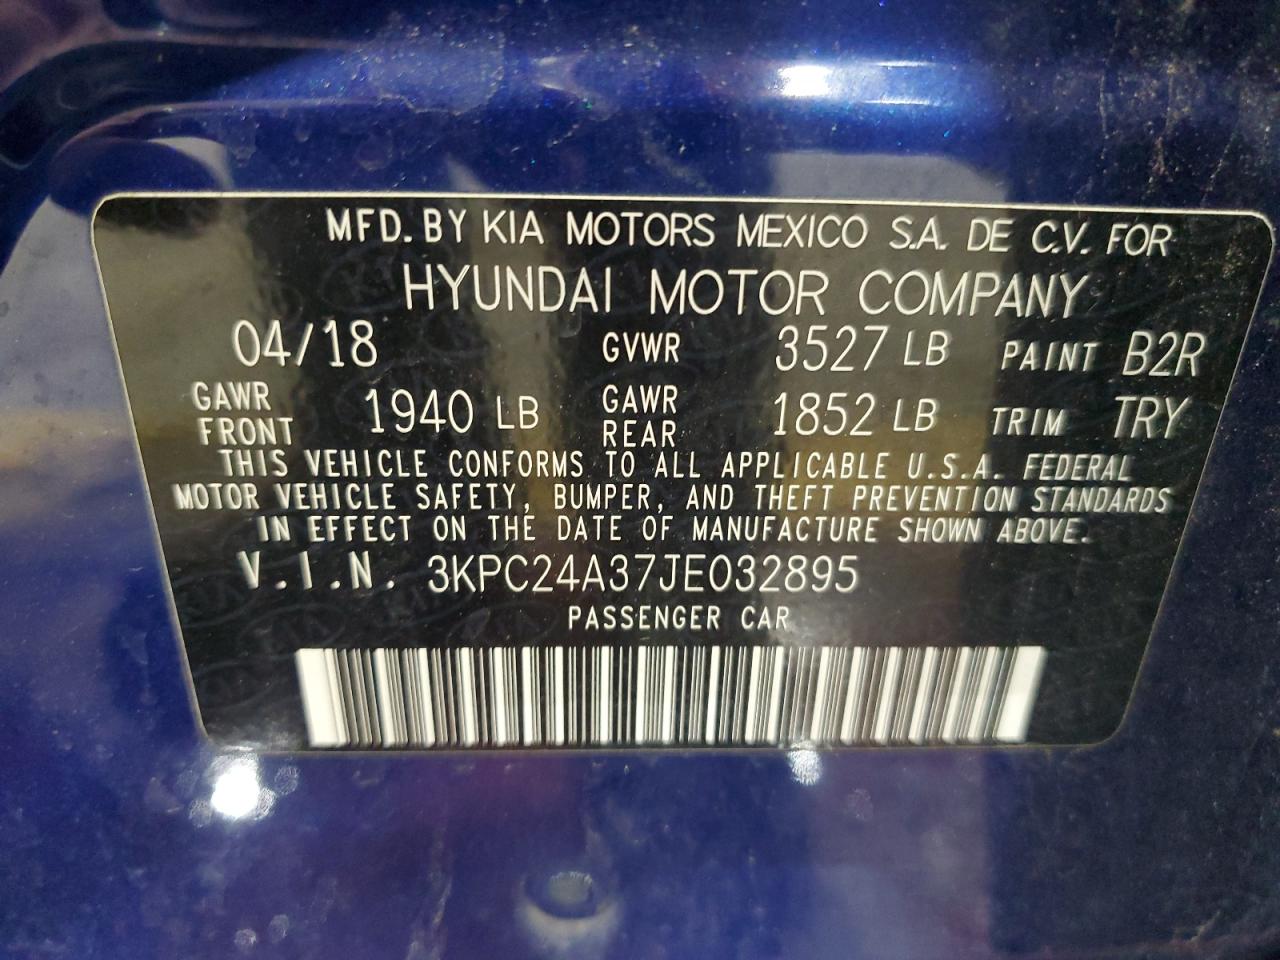 MFD. BY KIA MOTORS MEXICO S.A. DE C.V. FOR
HYUNDAI MOTOR COMPANY
04/18 GVWR 3527 LB PAINT B2R
GAWR FRONT 1940 LB GAWR REAR 1852 LB TRIM TRY
THIS VEHICLE CONFORMS TO ALL APPLICABLE U.S.A. FEDERAL
MOTOR VEHICLE SAFETY, BUMPER, AND THEFT PREVENTION STANDARDS
IN EFFECT ON THE DATE OF MANUFACTURE SHOWN ABOVE.
V.I.N. 3KPC24A37JE032895
PASSENGER CAR